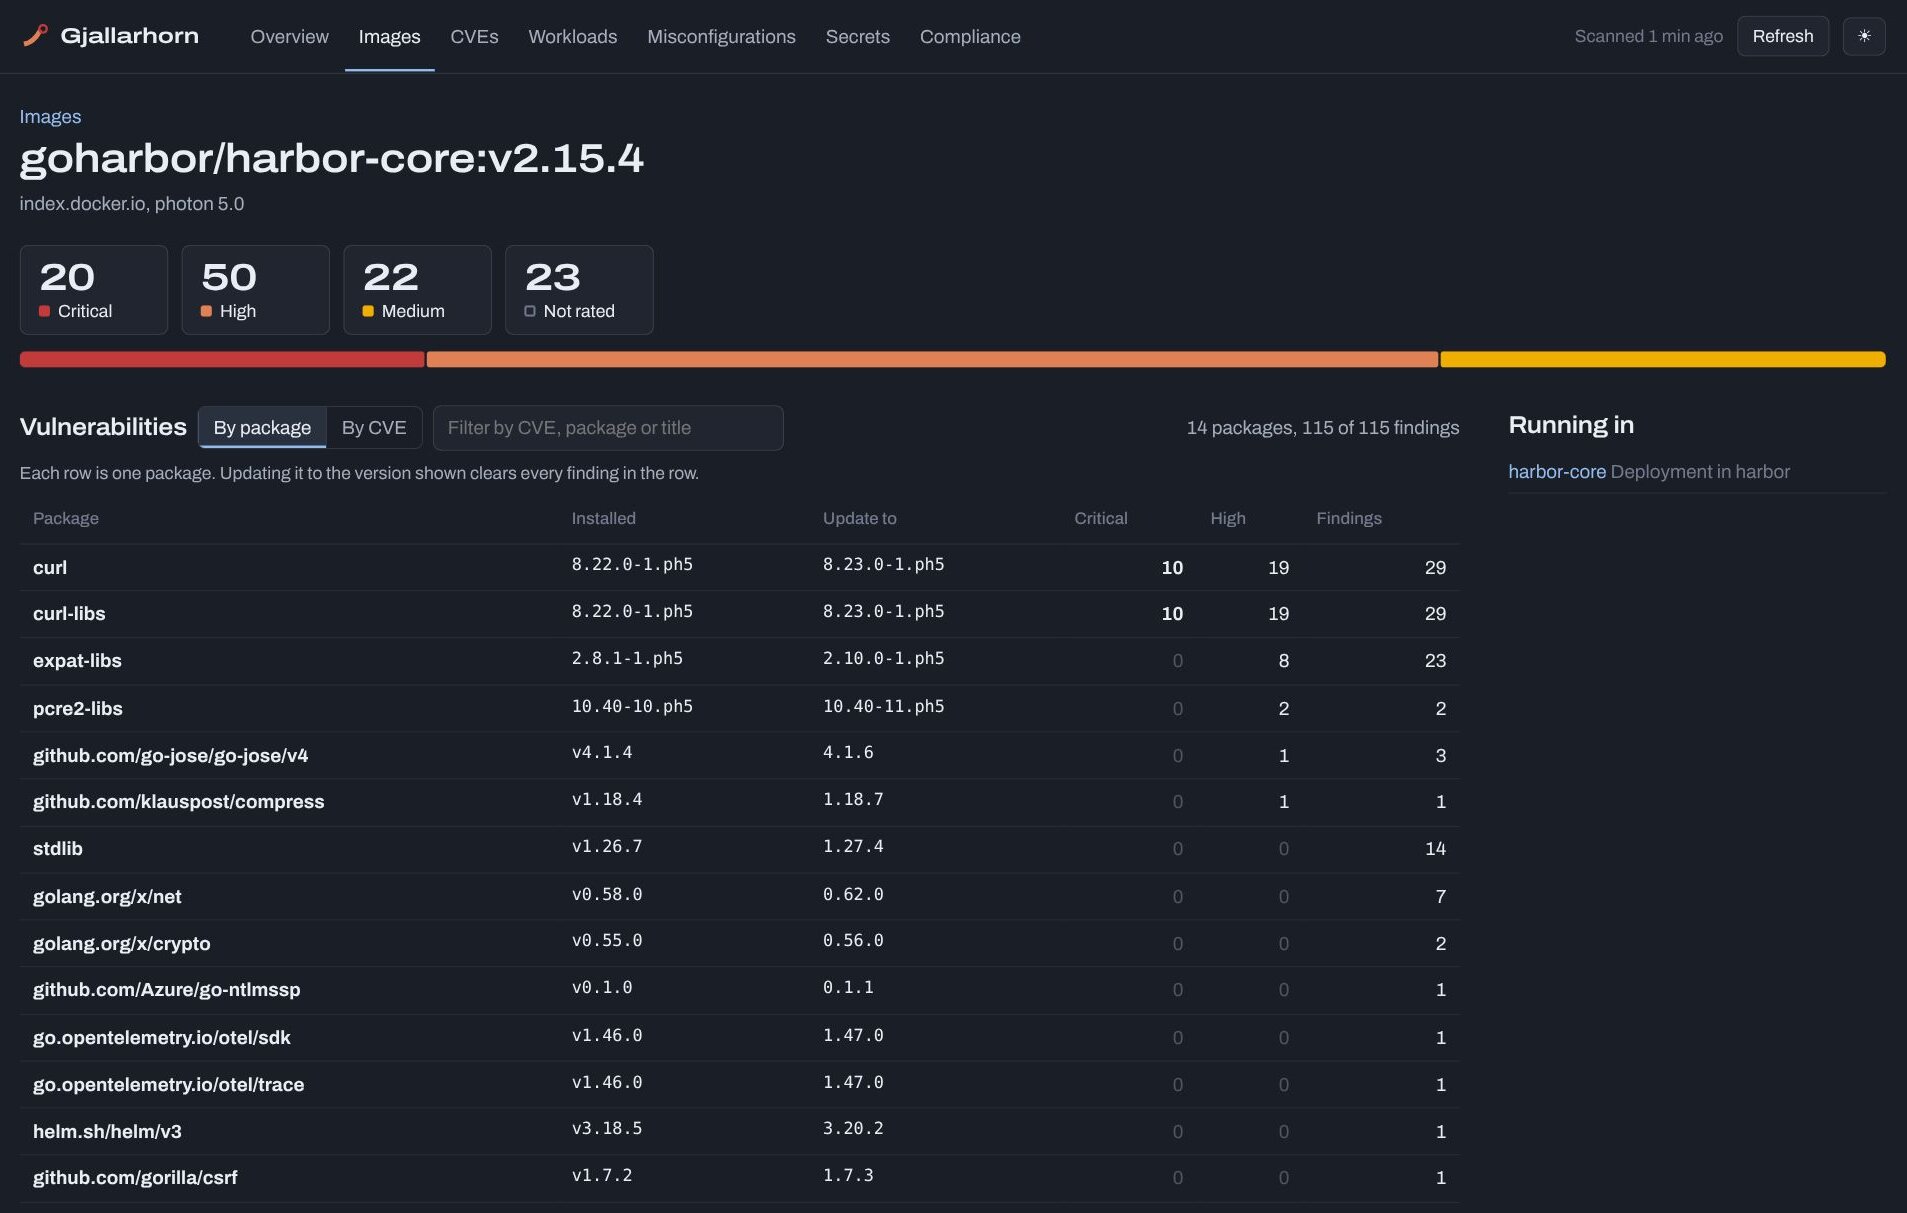 Gjallarhorn Overview Images CVEs Workloads Misconfigurations Secrets Compliance Scanned 1 min ago Refresh
Images
goharbor/harbor-core:v2.15.4
index.docker.io, photon 5.0
20 50 22 23
Critical High Medium Not rated
Vulnerabilities By package By CVE Filter by CVE, package or title 14 packages, 115 of 115 findings
Each row is one package. Updating it to the version shown clears every finding in the row.
Package Installed Update to Critical High Findings
curl 8.22.0-1.ph5 8.23.0-1.ph5 10 19 29
curl-libs 8.22.0-1.ph5 8.23.0-1.ph5 10 19 29
expat-libs 2.8.1-1.ph5 2.10.0-1.ph5 0 8 23
pcre2-libs 10.40-10.ph5 10.40-11.ph5 0 2 2
github.com/go-jose/go-jose/v4 v4.1.4 4.1.6 0 1 3
github.com/klauspost/compress v1.18.4 1.18.7 0 1 1
stdlib v1.26.7 1.27.4 0 0 14
golang.org/x/net v0.58.0 0.62.0 0 0 7
golang.org/x/crypto v0.55.0 0.56.0 0 0 2
github.com/Azure/go-ntlmssp v0.1.0 0.1.1 0 0 1
go.opentelemetry.io/otel/sdk v1.46.0 1.47.0 0 0 1
go.opentelemetry.io/otel/trace v1.46.0 1.47.0 0 0 1
helm.sh/helm/v3 v3.18.5 3.20.2 0 0 1
github.com/gorilla/csrf v1.7.2 1.7.3 0 0 1
Running in
harbor-core Deployment in harbor